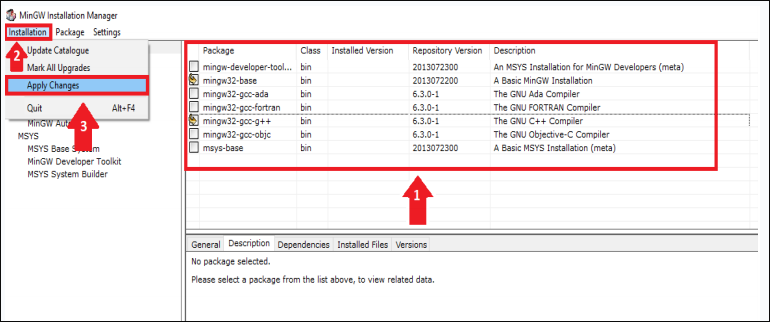 MinGW Installation Manager
Installation Package Settings
Update Catalogue
Mark All Upgrades
Apply Changes
Quit Alt+F4
MinGW Au
MSYS
MSYS Base System
MinGW Developer Toolkit
MSYS System Builder
2
3
Package Class Installed Version Repository Version Description
mingw-developer-tool... bin 2013072300 An MSYS Installation for MinGW Developers (meta)
mingw32-base bin 2013072200 A Basic MinGW Installation
mingw32-gcc-ada bin 6.3.0-1 The GNU Ada Compiler
mingw32-gcc-fortran bin 6.3.0-1 The GNU FORTRAN Compiler
mingw32-gcc-g++ bin 6.3.0-1 The GNU C++ Compiler
mingw32-gcc-objc bin 6.3.0-1 The GNU Objective-C Compiler
msys-base bin 2013072300 A Basic MSYS Installation (meta)
1
General Description Dependencies Installed Files Versions
No package selected.
Please select a package from the list above, to view related data.